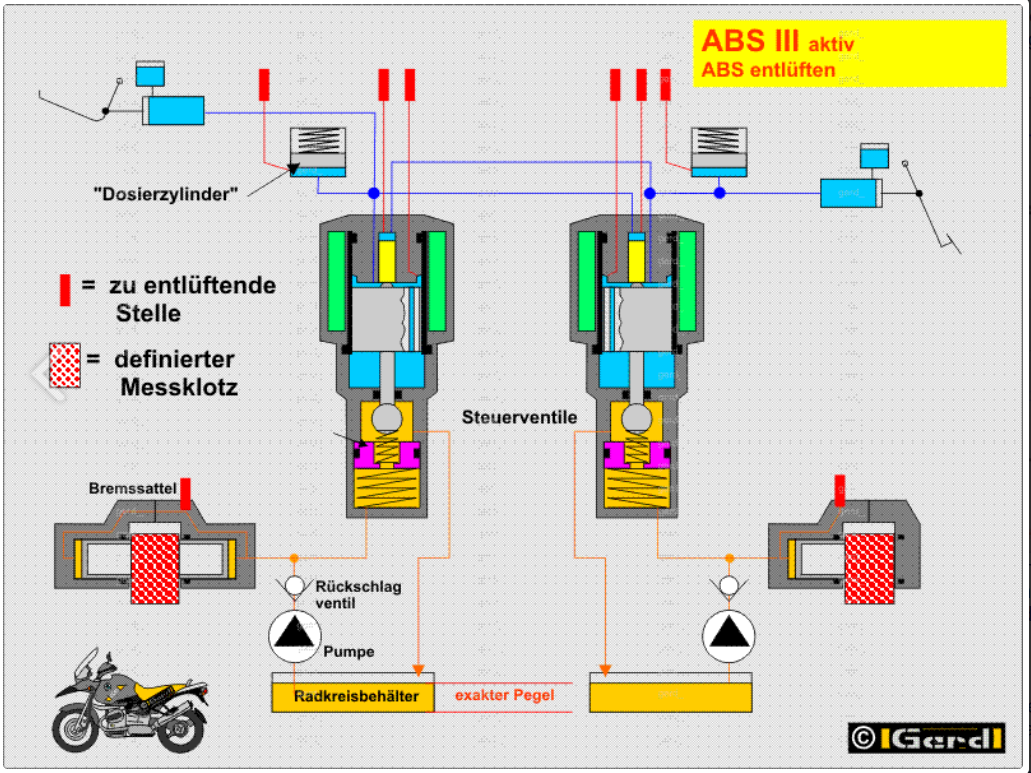 ABS III aktiv
ABS entlüften
"Dosierzylinder"
= zu entlüftende
Stelle
= definierter
Messklotz
Steuerventile
Bremssattel
Rückschlag
ventil
Pumpe
Radkreisbehälter
exakter Pegel
© Gerd